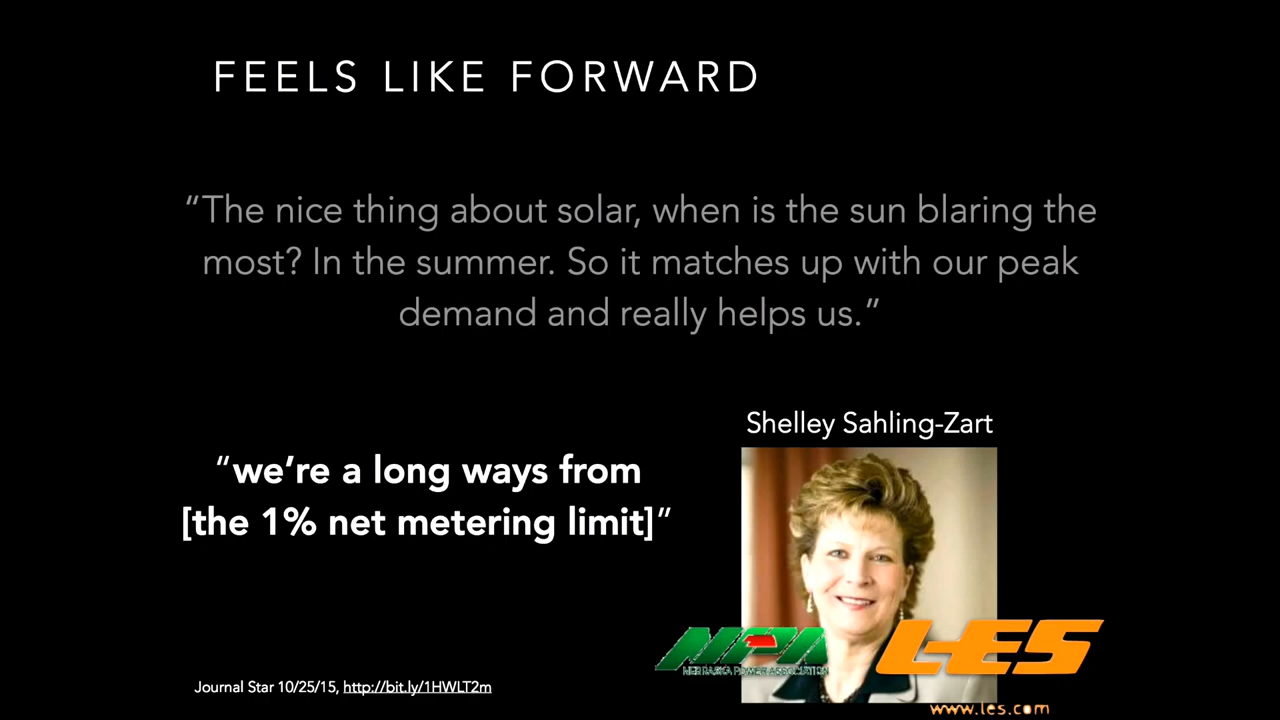 FEELS LIKE FORWARD
“The nice thing about solar, when is the sun blaring the
most? In the summer. So it matches up with our peak
demand and really helps us.”
Shelley Sahling-Zart
“we’re a long ways from
[the 1% net metering limit]”
NPA
NEBRASKA POWER ASSOCIATION
LES
www.les.com
Journal Star 10/25/15, http://bit.ly/1HWLT2m